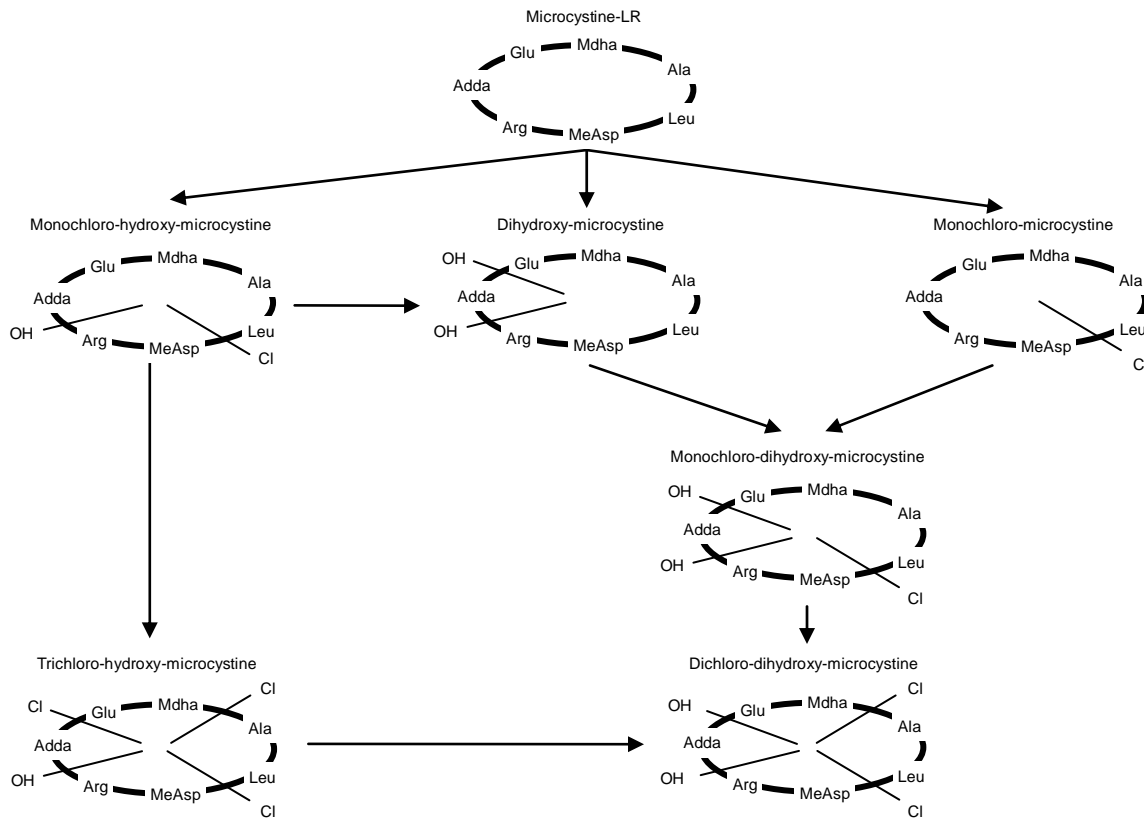 Microcystine-LR
Glu
Mdha
Ala
Adda
Arg
MeAsp
Leu
Monochloro-hydroxy-microcystine
Glu
Mdha
Ala
Adda
OH
Arg
MeAsp
Leu
Cl
Dihydroxy-microcystine
OH
Glu
Mdha
Ala
Adda
OH
Arg
MeAsp
Leu
Monochloro-microcystine
Glu
Mdha
Ala
Adda
Arg
MeAsp
Leu
Cl
Monochloro-dihydroxy-microcystine
OH
Glu
Mdha
Ala
Adda
OH
Arg
MeAsp
Leu
Cl
Trichloro-hydroxy-microcystine
Cl
Glu
Mdha
Cl
Ala
Adda
OH
Arg
MeAsp
Leu
Cl
Dichloro-dihydroxy-microcystine
OH
Glu
Mdha
Cl
Ala
Adda
OH
Arg
MeAsp
Leu
Cl